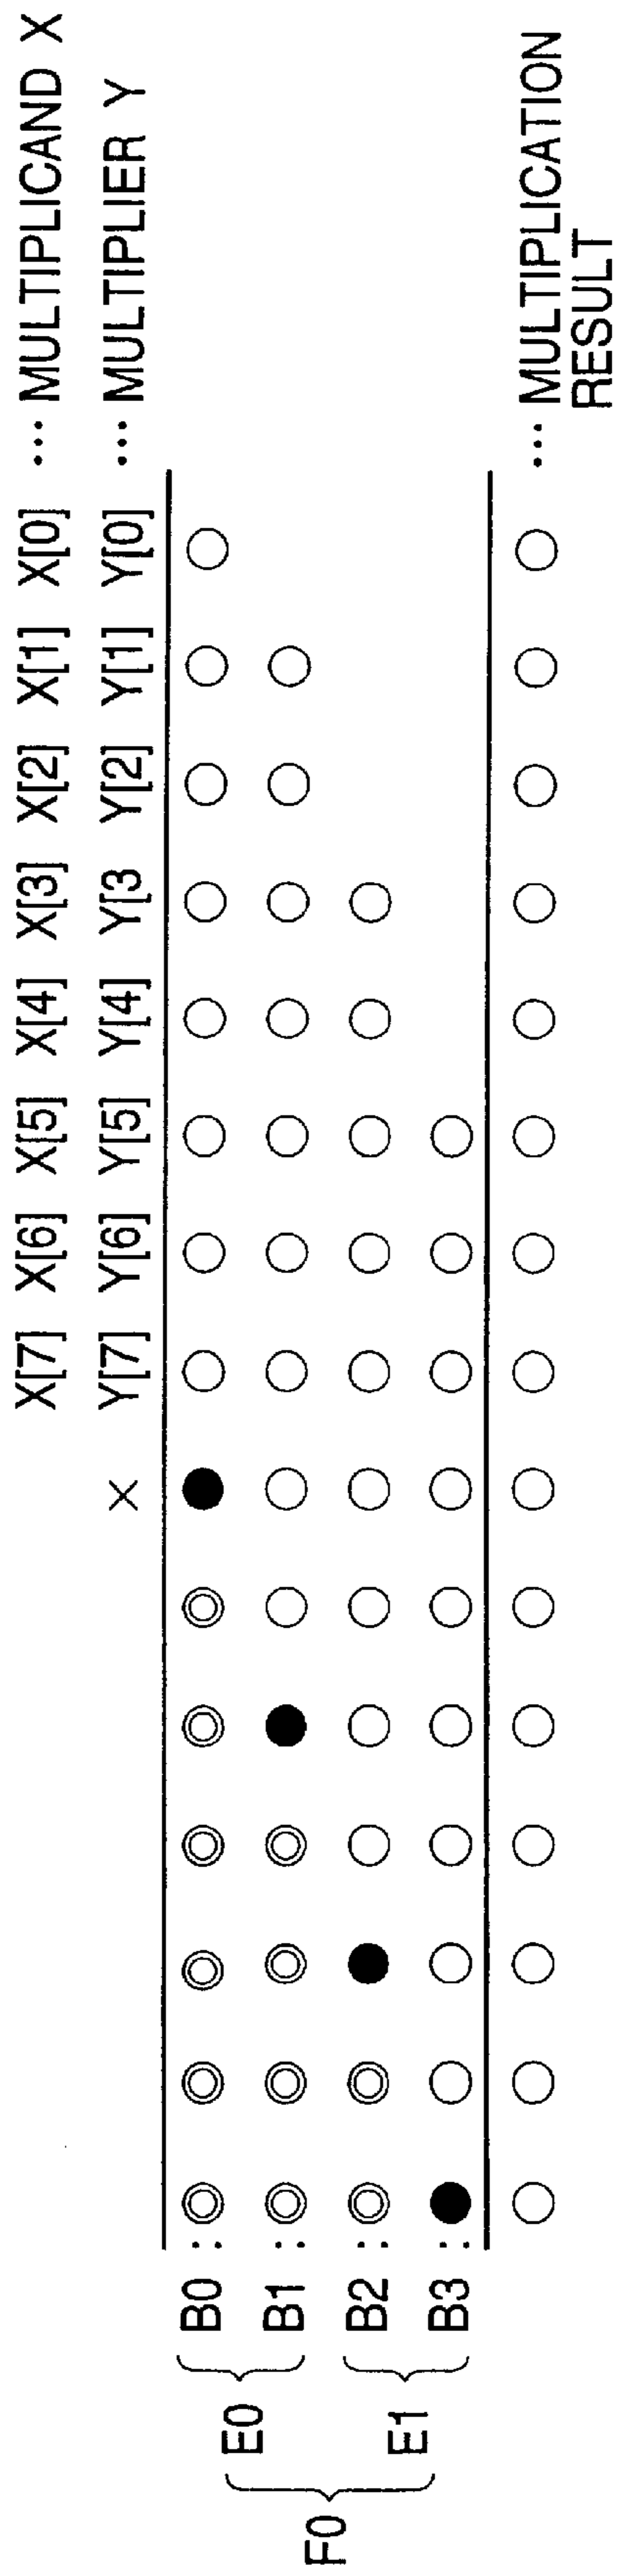 X[7] X[6] X[5] X[4] X[3] X[2] X[1] X[0] ... MULTIPLICAND X
× Y[7] Y[6] Y[5] Y[4] Y[3 Y[2] Y[1] Y[0] ... MULTIPLIER Y
F0
E0
B0 :
B1 :
E1
B2 :
B3 :
... MULTIPLICATION
RESULT